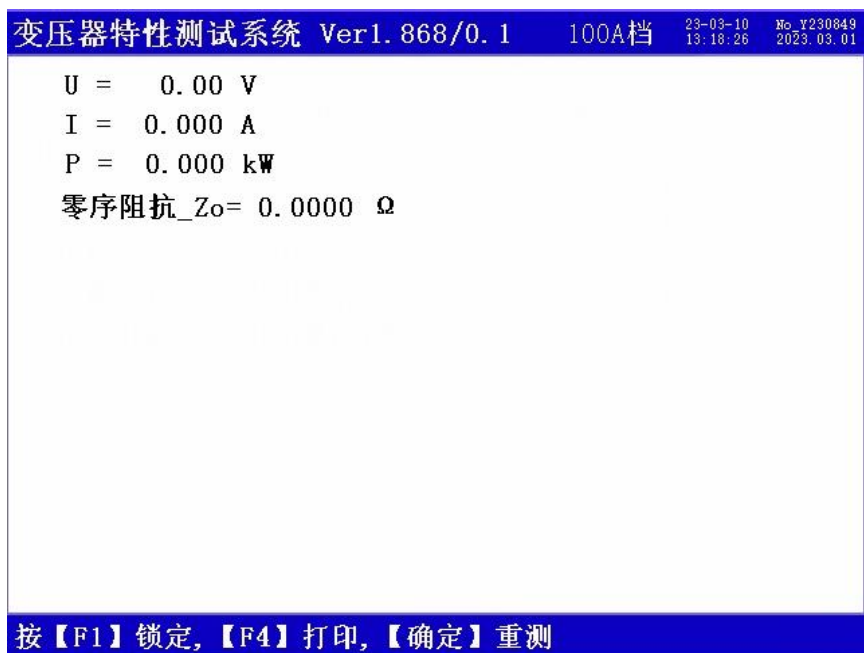 变压器特性测试系统 Ver1.868/0.1 100A档 23-03-10 No_Y230849
13:18:26 2023.03.01
U = 0.00 V
I = 0.000 A
P = 0.000 kW
零序阻抗_Zo= 0.0000 Ω
按【F1】锁定,【F4】打印,【确定】重测